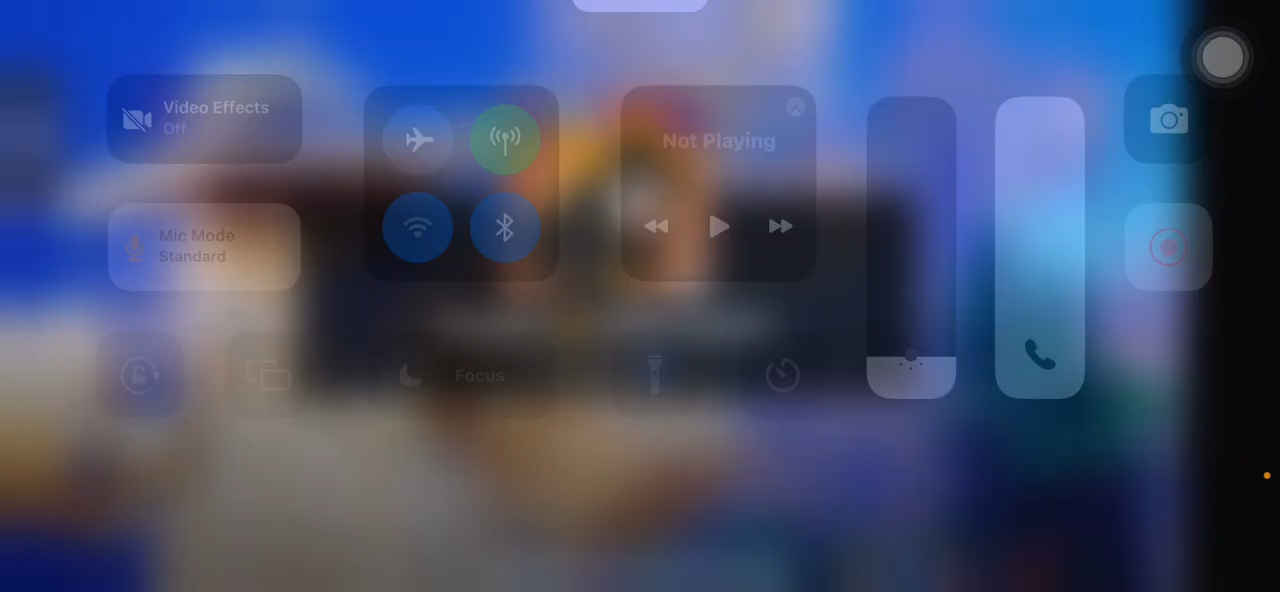 Video Effects
Off
Not Playing
Mic Mode
Standard
Focus